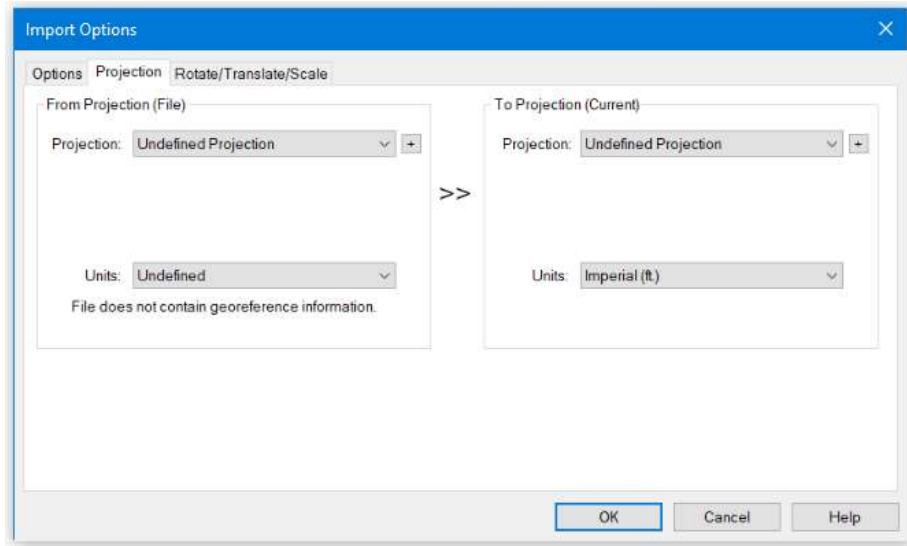 Import Options
Options Projection Rotate/Translate/Scale
From Projection (File)
Projection: Undefined Projection +
Units: Undefined
File does not contain georeference information.
>>
To Projection (Current)
Projection: Undefined Projection +
Units: Imperial (ft.)
OK Cancel Help